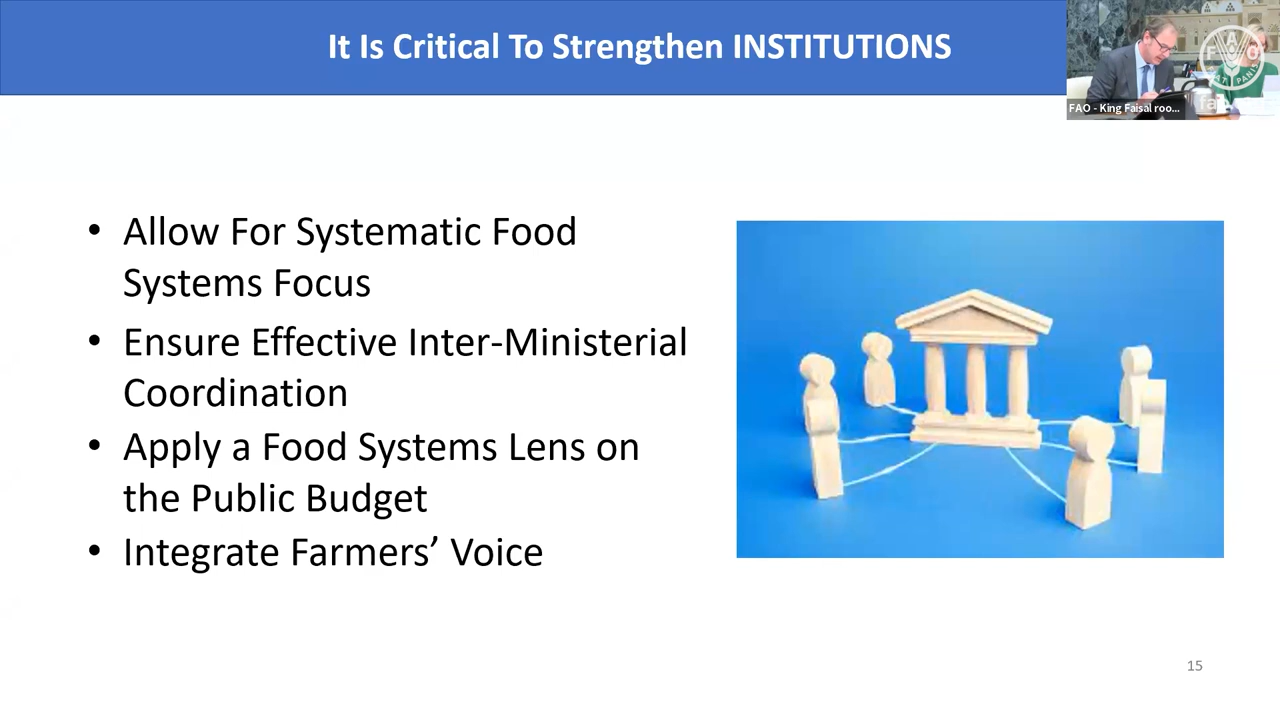 It Is Critical To Strengthen INSTITUTIONS
FAO - King Faisal roo...
• Allow For Systematic Food
Systems Focus
• Ensure Effective Inter-Ministerial
Coordination
• Apply a Food Systems Lens on
the Public Budget
• Integrate Farmers’ Voice
15